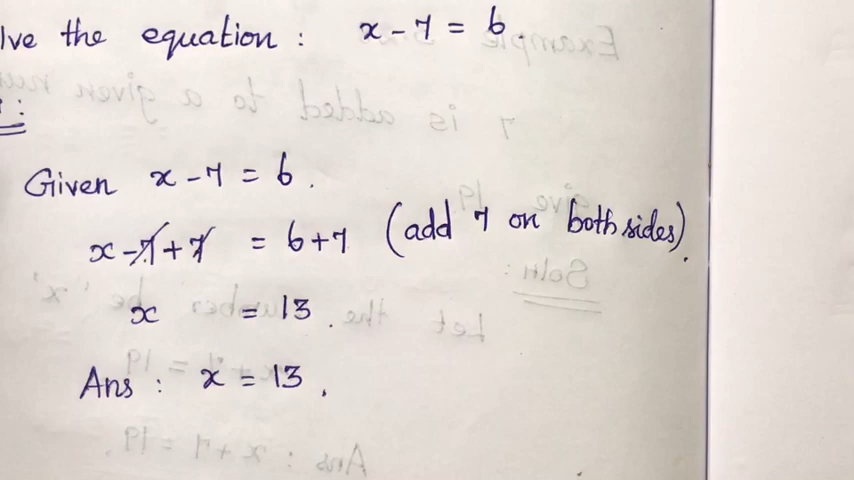 lve the equation: x - 7 = 6
:
Given x - 7 = 6.
x - 7 + 7 = 6 + 7 (add 7 on both sides).
x = 13.
Ans: x = 13.